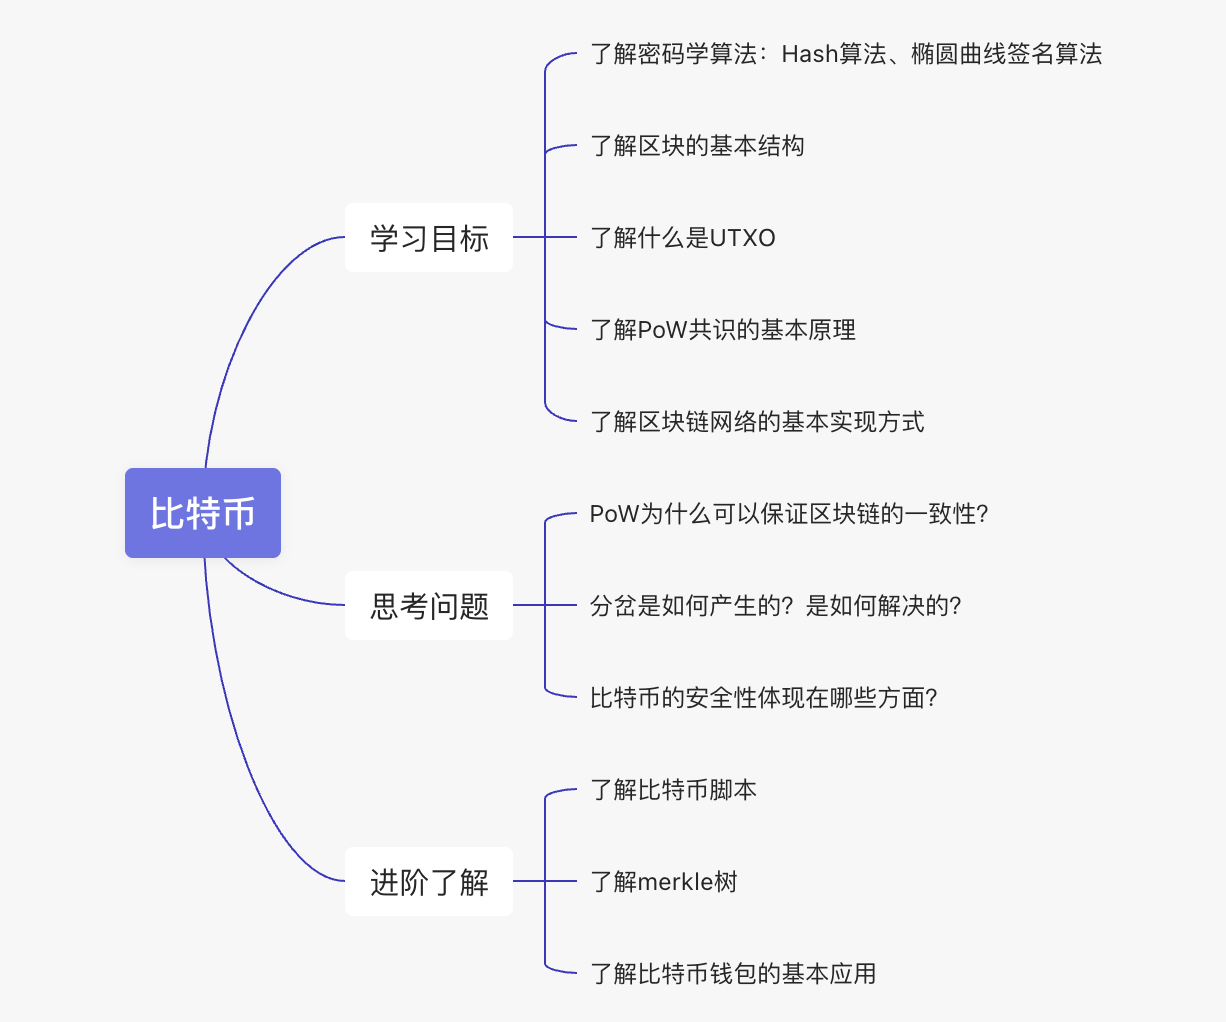 比特币
学习目标
了解密码学算法：Hash算法、椭圆曲线签名算法
了解区块的基本结构
了解什么是UTXO
了解PoW共识的基本原理
了解区块链网络的基本实现方式
思考问题
PoW为什么可以保证区块链的一致性？
分岔是如何产生的？是如何解决的？
比特币的安全性体现在哪些方面？
进阶了解
了解比特币脚本
了解merkle树
了解比特币钱包的基本应用